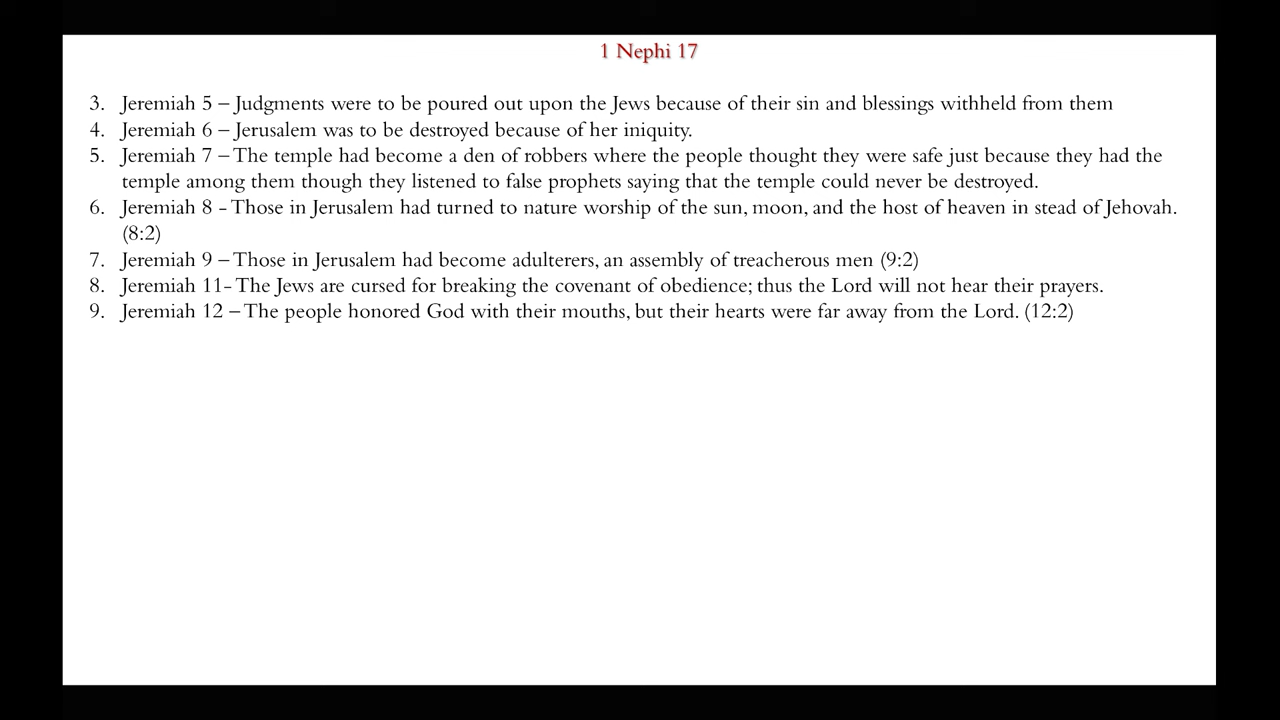 1 Nephi 17
3. Jeremiah 5 – Judgments were to be poured out upon the Jews because of their sin and blessings withheld from them
4. Jeremiah 6 – Jerusalem was to be destroyed because of her iniquity.
5. Jeremiah 7 – The temple had become a den of robbers where the people thought they were safe just because they had the
temple among them though they listened to false prophets saying that the temple could never be destroyed.
6. Jeremiah 8 - Those in Jerusalem had turned to nature worship of the sun, moon, and the host of heaven in stead of Jehovah.
(8:2)
7. Jeremiah 9 – Those in Jerusalem had become adulterers, an assembly of treacherous men (9:2)
8. Jeremiah 11- The Jews are cursed for breaking the covenant of obedience; thus the Lord will not hear their prayers.
9. Jeremiah 12 – The people honored God with their mouths, but their hearts were far away from the Lord. (12:2)